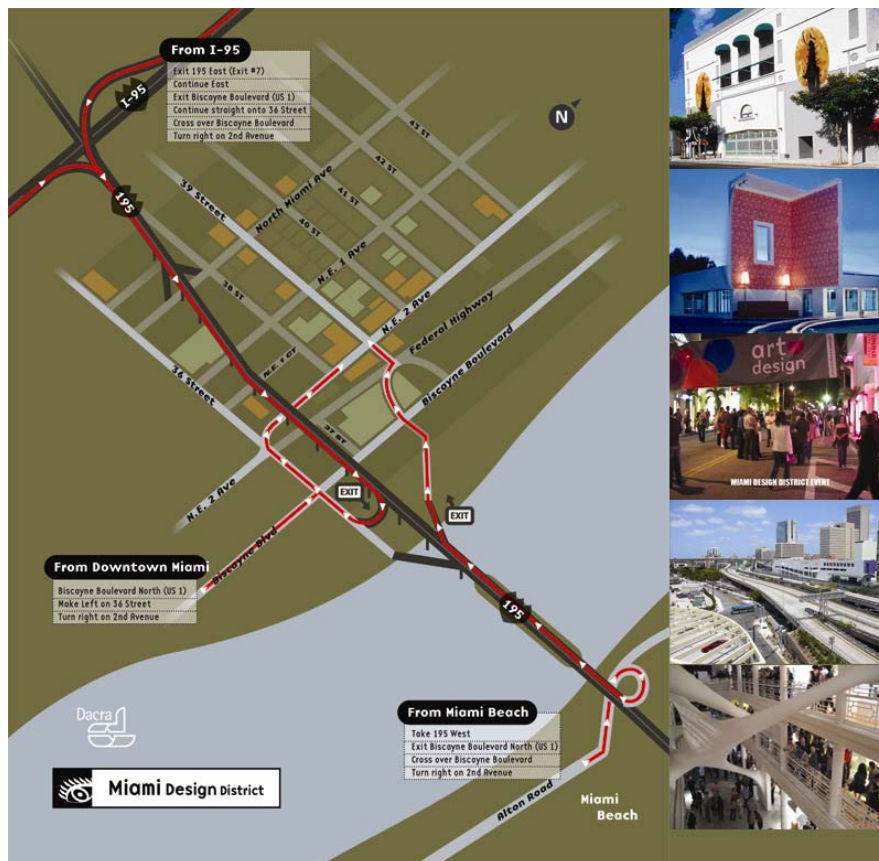 From I-95
Exit 195 East (Exit #7)
Continue East
Exit Biscayne Boulevard (US 1)
Continue straight onto 36 Street
Cross over Biscayne Boulevard
Turn right on 2nd Avenue
I-95
N
43 ST
42 ST
41 ST
40 ST
39 Street
North Miami Ave
N.E. 1 Ave
38 ST
195
N.E. 2 Ave
Federal Highway
Biscayne Boulevard
36 Street
N.E. 1 CT
37 ST
N.E. 2 Ave
EXIT
EXIT
Biscayne Blvd
From Downtown Miami
Biscayne Boulevard North (US 1)
Make Left on 36 Street
Turn right on 2nd Avenue
195
From Miami Beach
Take 195 West
Exit Biscayne Boulevard North (US 1)
Cross over Biscayne Boulevard
Turn right on 2nd Avenue
Alton Road
Miami
Beach
Dacra
Miami Design District
art
design
MIAMI DESIGN DISTRICT EVENT